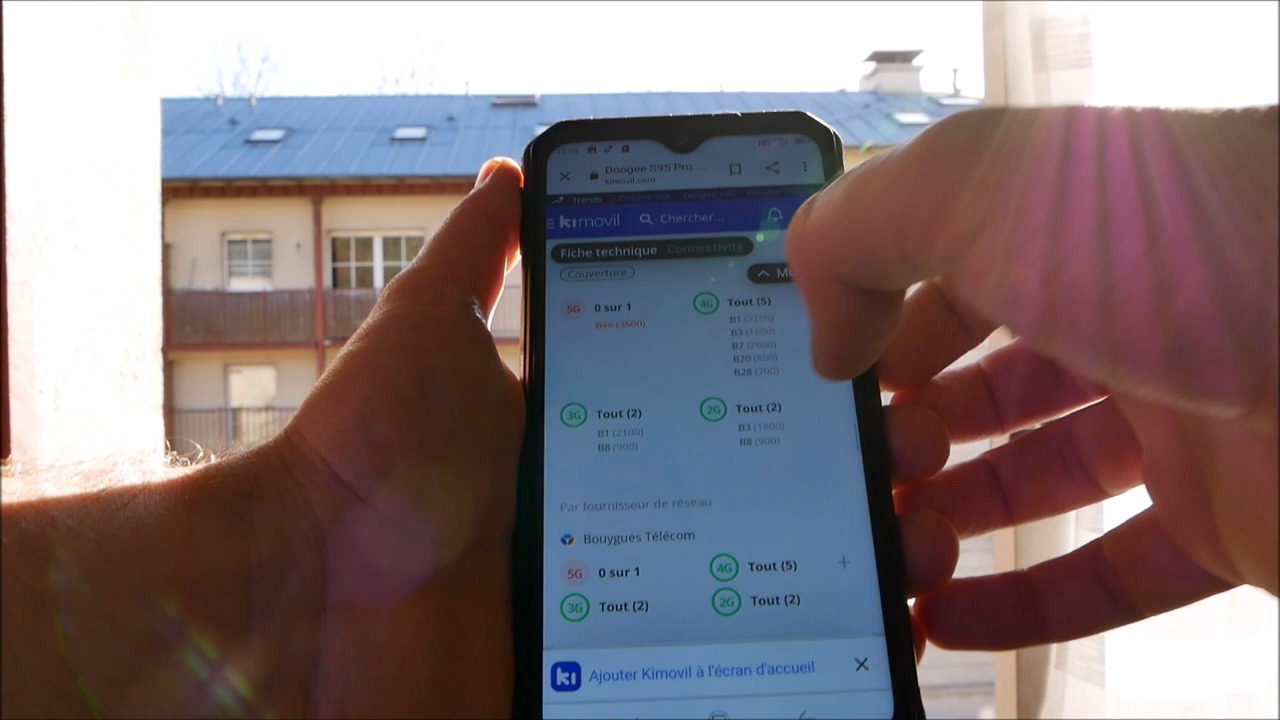 Doogee S95 Pro:...
kimovil.com
Trends
kimovil Chercher...
Fiche technique Connectivité
Couverture
MO
5G 0 sur 1
B78 (3500)
4G Tout (5)
B1 (2100)
B3 (1800)
B7 (2600)
B20 (800)
B28 (700)
3G Tout (2)
B1 (2100)
B8 (900)
2G Tout (2)
B3 (1800)
B8 (900)
Par fournisseur de réseau
Bouygues Télécom
5G 0 sur 1 4G Tout (5)
3G Tout (2) 2G Tout (2)
ki Ajouter Kimovil à l'écran d'accueil